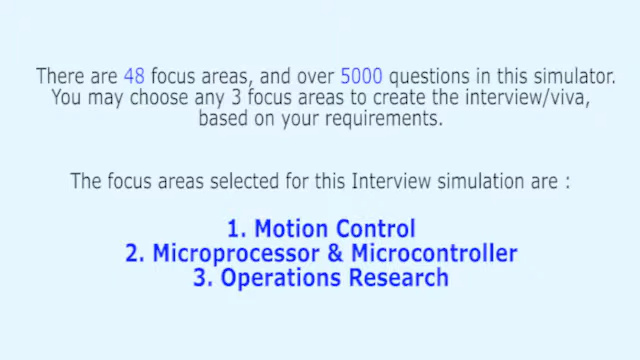 There are 48 focus areas, and over 5000 questions in this simulator.
You may choose any 3 focus areas to create the interview/viva,
based on your requirements.
The focus areas selected for this Interview simulation are :
1. Motion Control
2. Microprocessor & Microcontroller
3. Operations Research